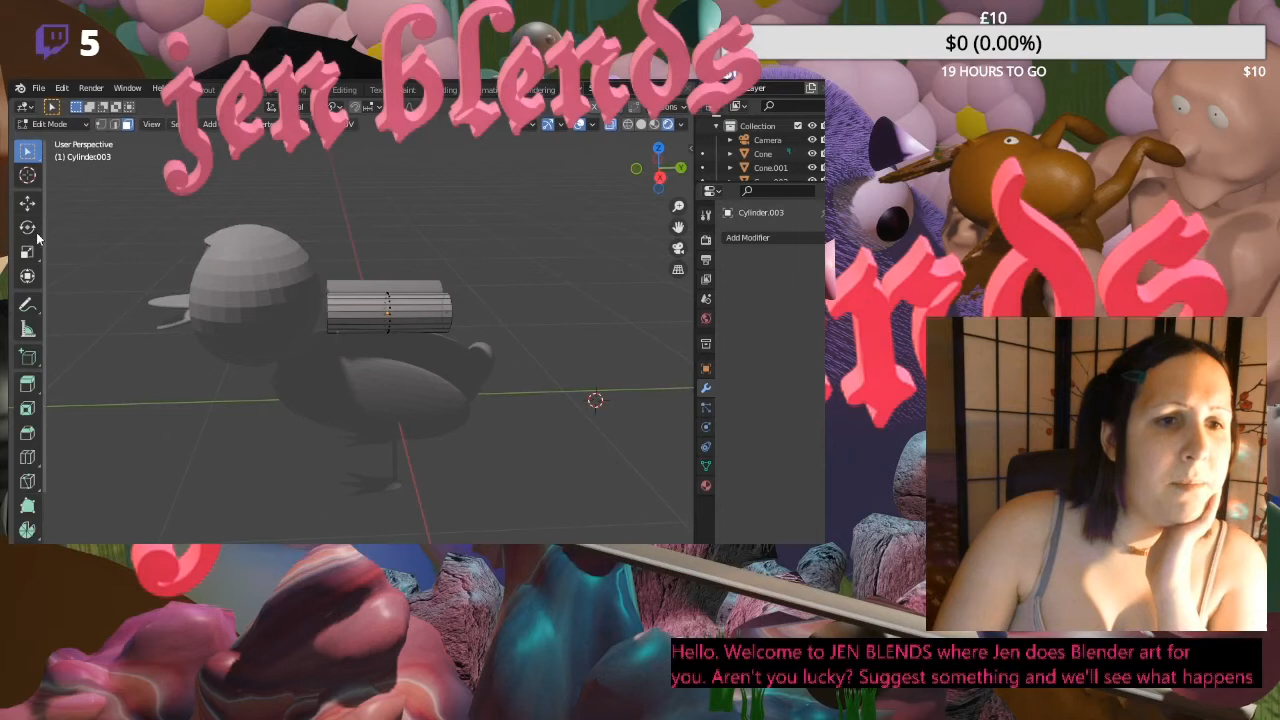 5
jen blends
£10
$0 (0.00%)
19 HOURS TO GO
$10
File Edit Render Window
Editing
Edit Mode
View
Add
User Perspective
(1) Cylinder.003
Z
Y
X
Collection
Camera
Cone
Cone.001
Cylinder.003
Add Modifier
Hello. Welcome to JEN BLENDS where Jen does Blender art for
you. Aren't you lucky? Suggest something and we'll see what happens